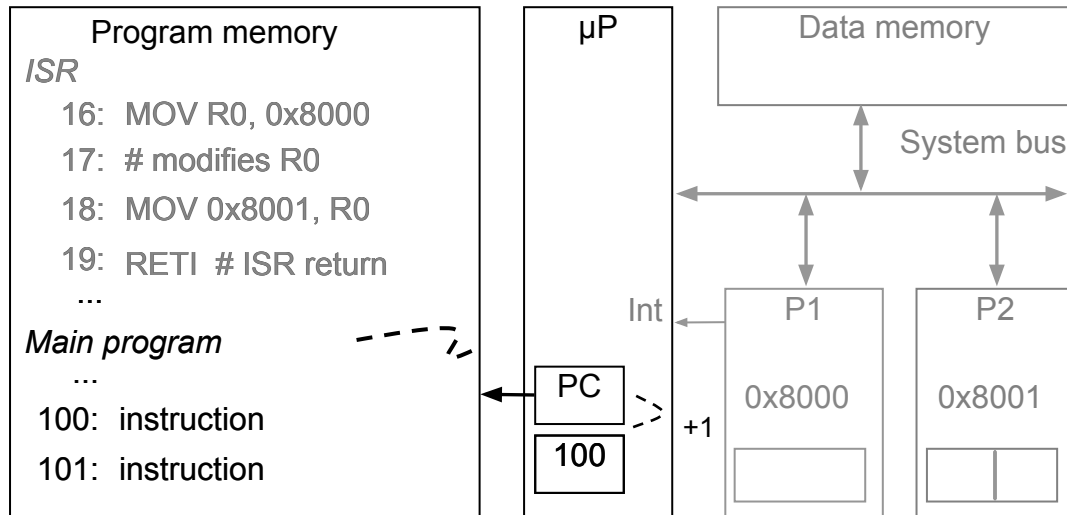 Program memory
ISR
16: MOV R0, 0x8000
17: # modifies R0
18: MOV 0x8001, R0
19: RETI # ISR return
...
Main program
...
100: instruction
101: instruction
µP
Int
PC
100
+1
Data memory
System bus
P1
0x8000
P2
0x8001